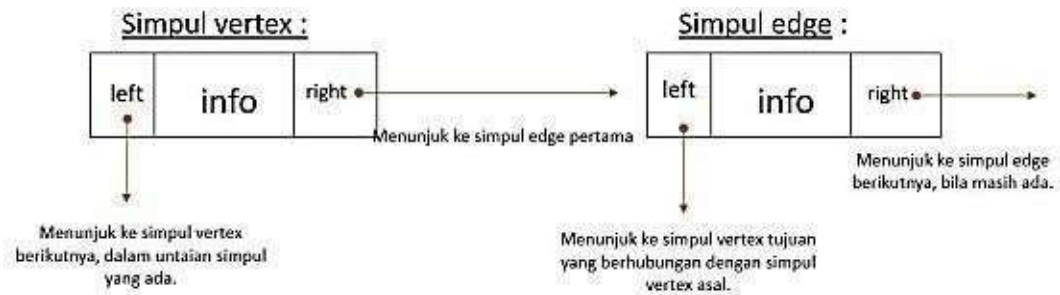 Simpul vertex :
left
info
right
Menunjuk ke simpul edge pertama
Menunjuk ke simpul vertex
berikutnya, dalam untaian simpul
yang ada.
Simpul edge :
left
info
right
Menunjuk ke simpul edge
berikutnya, bila masih ada.
Menunjuk ke simpul vertex tujuan
yang berhubungan dengan simpul
vertex asal.